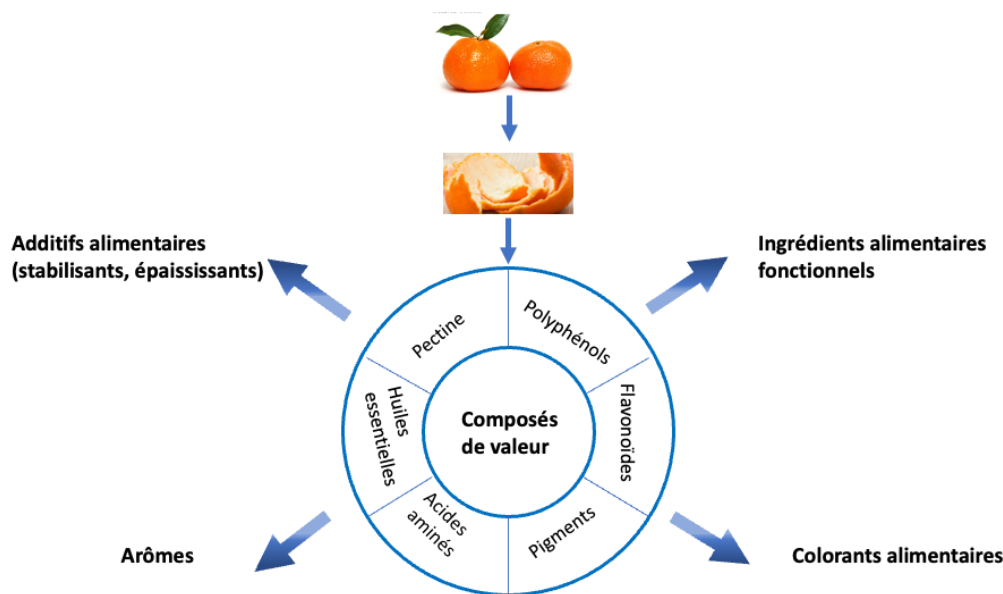 Additifs alimentaires
(stabilisants, épaississants)
Ingrédients alimentaires
fonctionnels
Pectine
Polyphénols
Huiles
essentielles
Composés
de valeur
Flavonoïdes
Acides
aminés
Pigments
Arômes
Colorants alimentaires